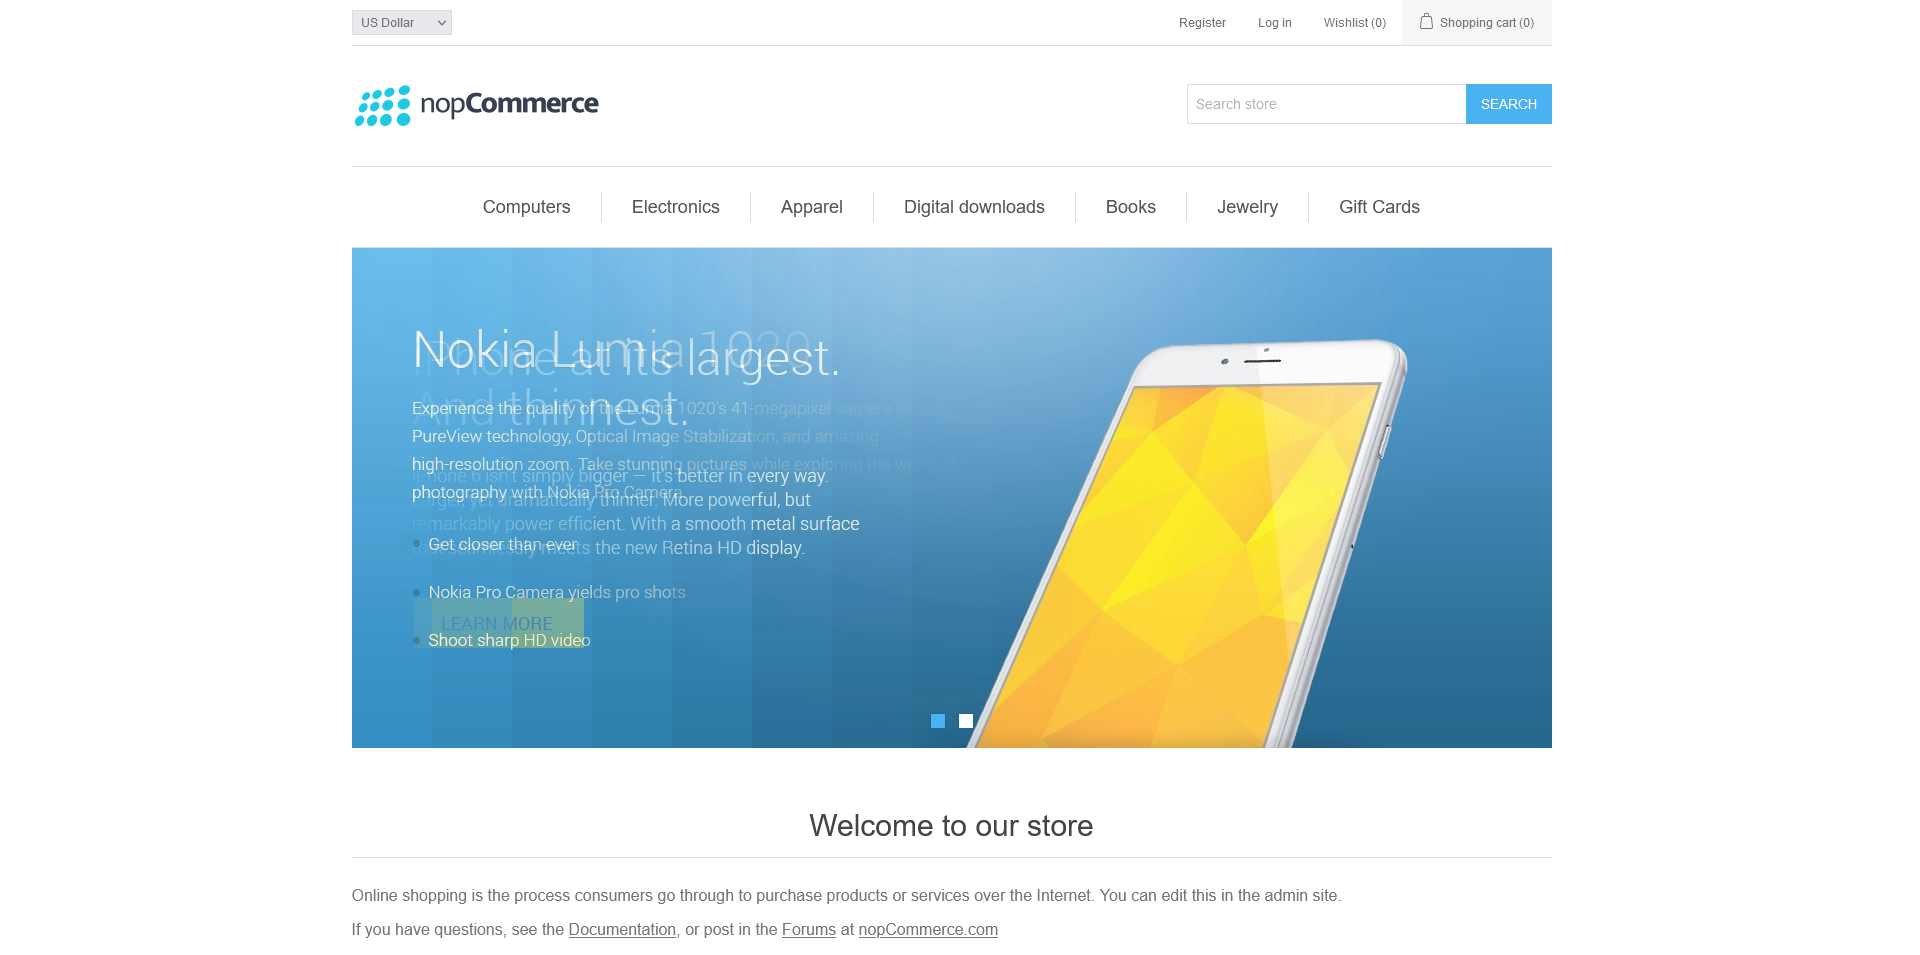 US Dollar
Register
Log in
Wishlist (0)
Shopping cart (0)
nopCommerce
Search store
SEARCH
Computers
Electronics
Apparel
Digital downloads
Books
Jewelry
Gift Cards
Nokia Lumia 1020
iPhone at its largest.
And thinnest.
Experience the quality of the Lumia 1020's 41-megapixel camera
PureView technology, Optical Image Stabilization, and amazing
high-resolution zoom. Take stunning pictures while exploring the world of
photography with Nokia Pro Camera.
iPhone 6 isn't simply bigger — it's better in every way.
Larger, yet dramatically thinner. More powerful, but
remarkably power efficient. With a smooth metal surface
that seamlessly meets the new Retina HD display.
Get closer than ever
Nokia Pro Camera yields pro shots
LEARN MORE
Shoot sharp HD video
Welcome to our store
Online shopping is the process consumers go through to purchase products or services over the Internet. You can edit this in the admin site.
If you have questions, see the Documentation, or post in the Forums at nopCommerce.com